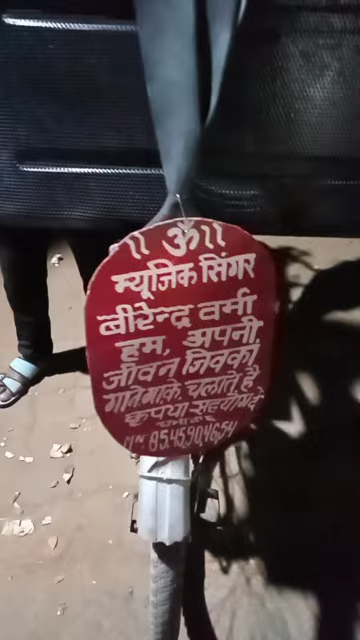 ।। ॐ ।।
म्यूजिक सिंगर
बीरेन्द्र वर्मा
हम, अपनी
जीवन जिवका
गाके, चलाते है
कृपया सहयोग
8545904654